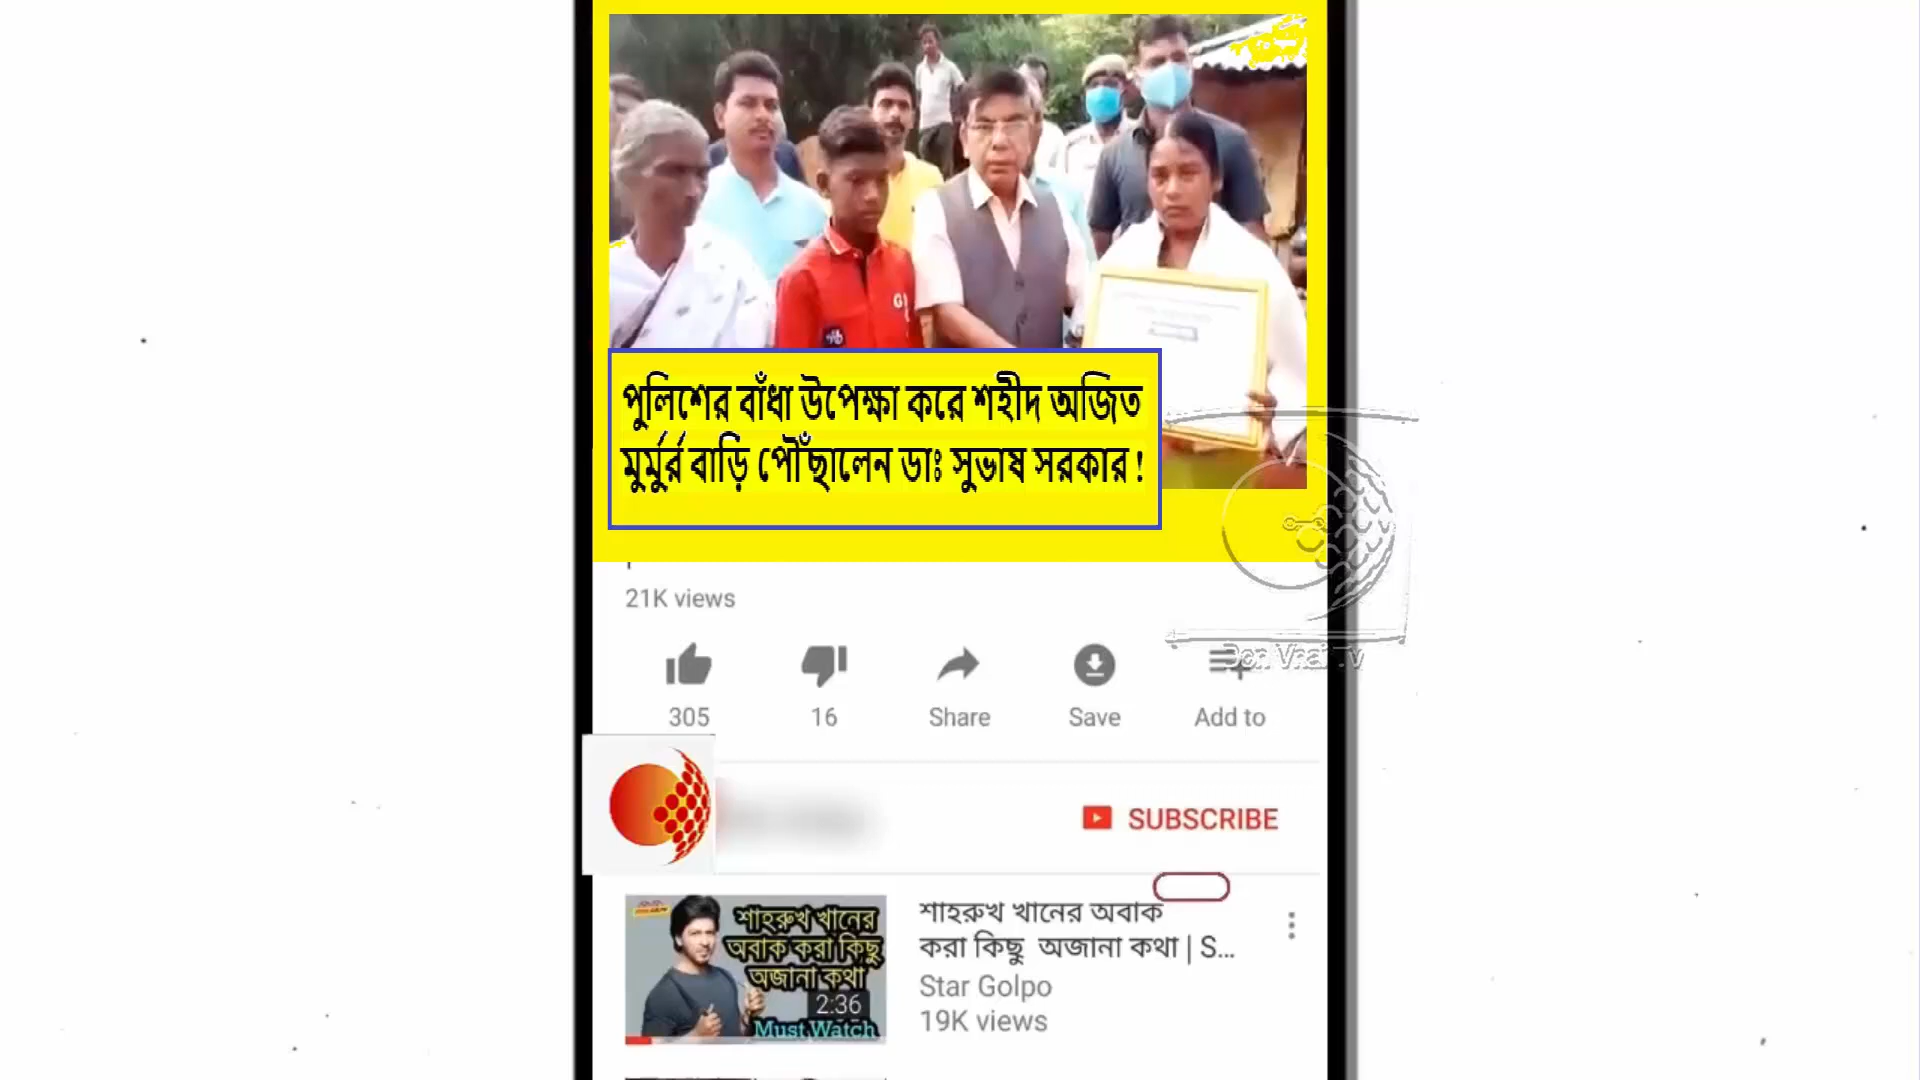 পুলিশের বাঁধা উপেক্ষা করে শহীদ অজিত
মুর্মুর্র বাড়ি পৌঁছালেন ডাঃ সুভাষ সরকার !
21K views
305
16
Share
Save
Add to
SUBSCRIBE
শাহরুখ খানের
অবাক করা কিছু
অজানা কথা
2:36
Must Watch
শাহরুখ খানের অবাক
করা কিছু অজানা কথা | S...
Star Golpo
19K views